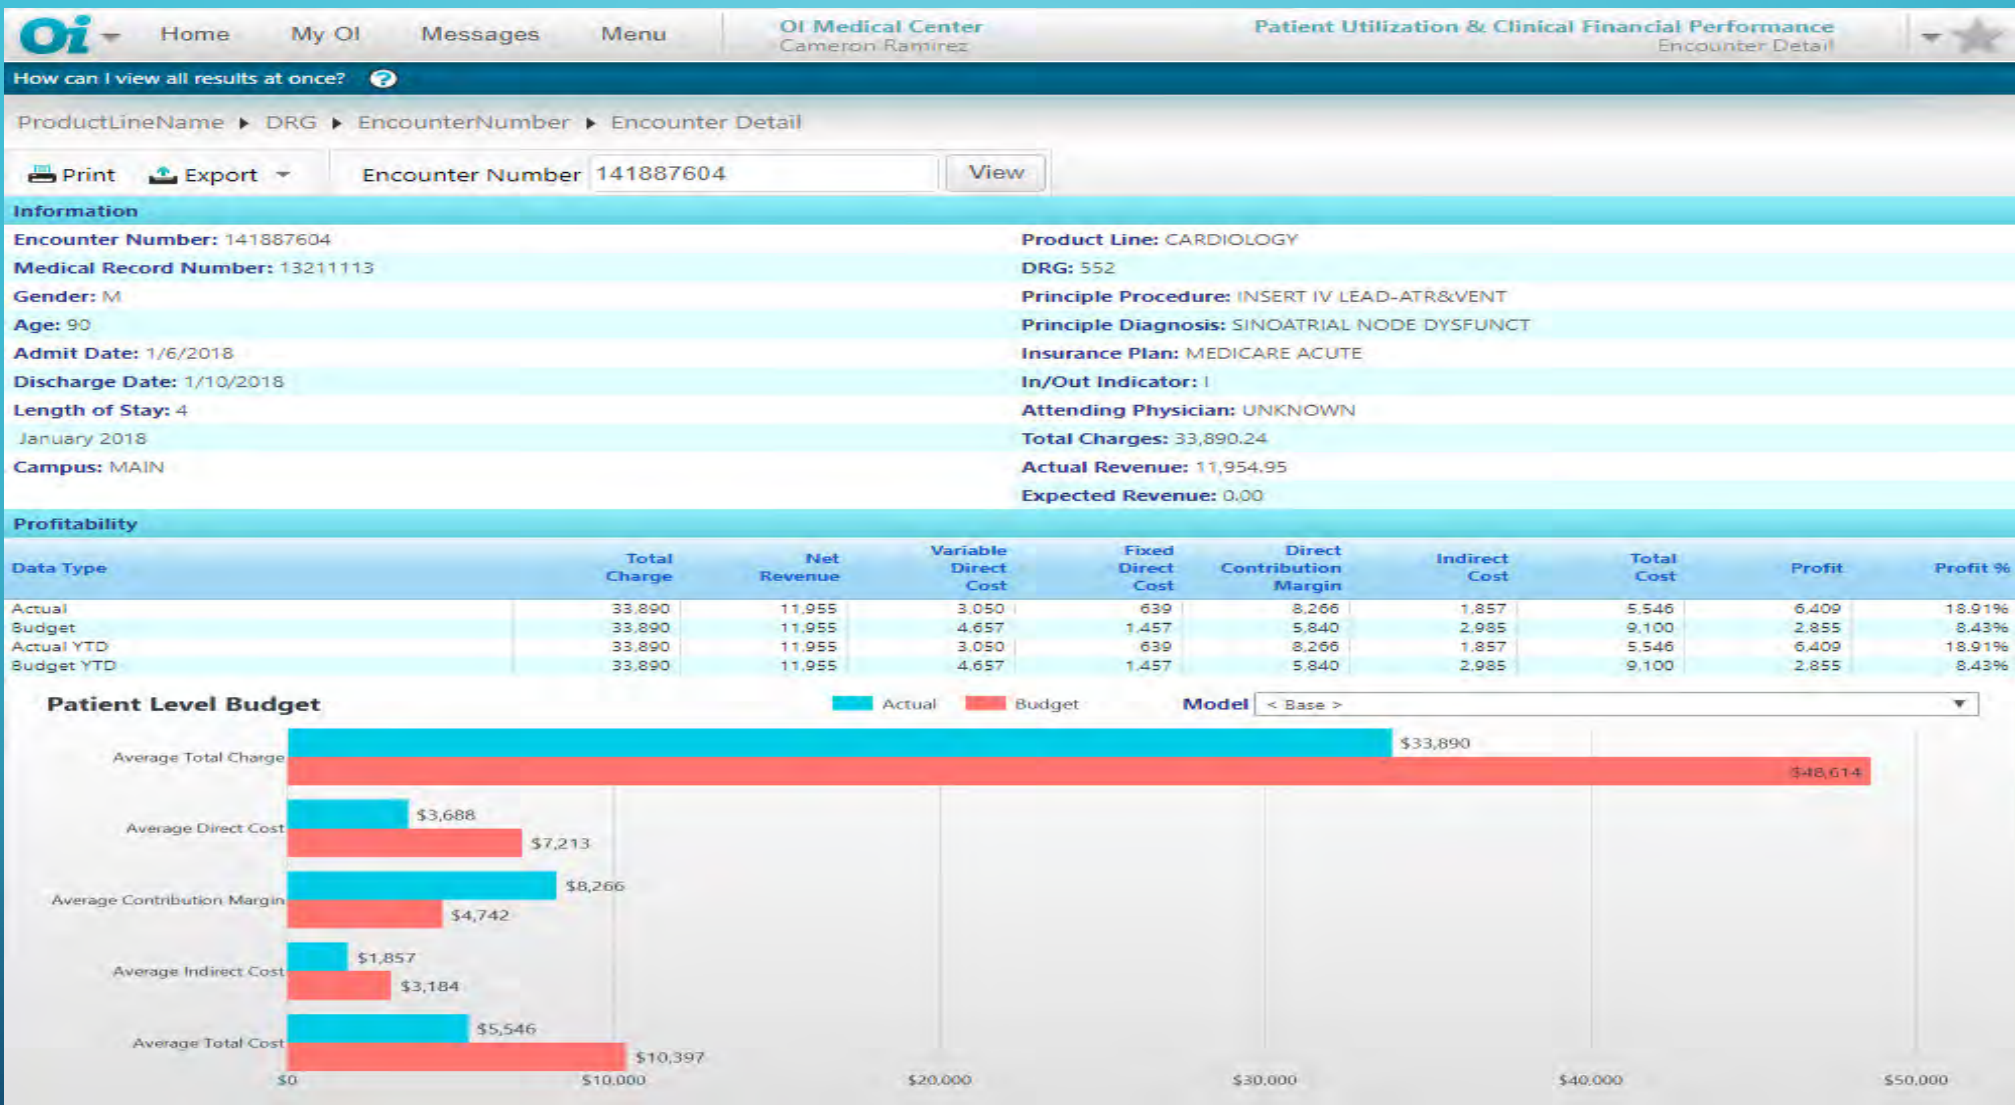 Oi Home My OI Messages Menu OI Medical Center Patient Utilization & Clinical Financial Performance
Cameron Ramirez Encounter Detail
How can I view all results at once? ?
ProductLineName ▶ DRG ▶ EncounterNumber ▶ Encounter Detail
Print Export Encounter Number 141887604 View
Information
Encounter Number: 141887604 Product Line: CARDIOLOGY
Medical Record Number: 13211113 DRG: 552
Gender: M Principle Procedure: INSERT IV LEAD-ATR&VENT
Age: 90 Principle Diagnosis: SINOATRIAL NODE DYSFUNCT
Admit Date: 1/6/2018 Insurance Plan: MEDICARE ACUTE
Discharge Date: 1/10/2018 In/Out Indicator: I
Length of Stay: 4 Attending Physician: UNKNOWN
January 2018 Total Charges: 33,890.24
Campus: MAIN Actual Revenue: 11,954.95
Expected Revenue: 0.00
Profitability
Data Type Total Charge Net Revenue Variable Direct Cost Fixed Direct Cost Direct Contribution Margin Indirect Cost Total Cost Profit Profit %
Actual 33,890 11,955 3,050 639 8,266 1,857 5,546 6,409 18.91%
Budget 33,890 11,955 4,657 1,457 5,840 2,985 9,100 2,855 8.43%
Actual YTD 33,890 11,955 3,050 639 8,266 1,857 5,546 6,409 18.91%
Budget YTD 33,890 11,955 4,657 1,457 5,840 2,985 9,100 2,855 8.43%
Patient Level Budget Actual Budget Model < Base >
Average Total Charge $33,890
$48,614
Average Direct Cost $3,688
$7,213
Average Contribution Margin $8,266
$4,742
Average Indirect Cost $1,857
$3,184
Average Total Cost $5,546
$10,397
$0 $10,000 $20,000 $30,000 $40,000 $50,000